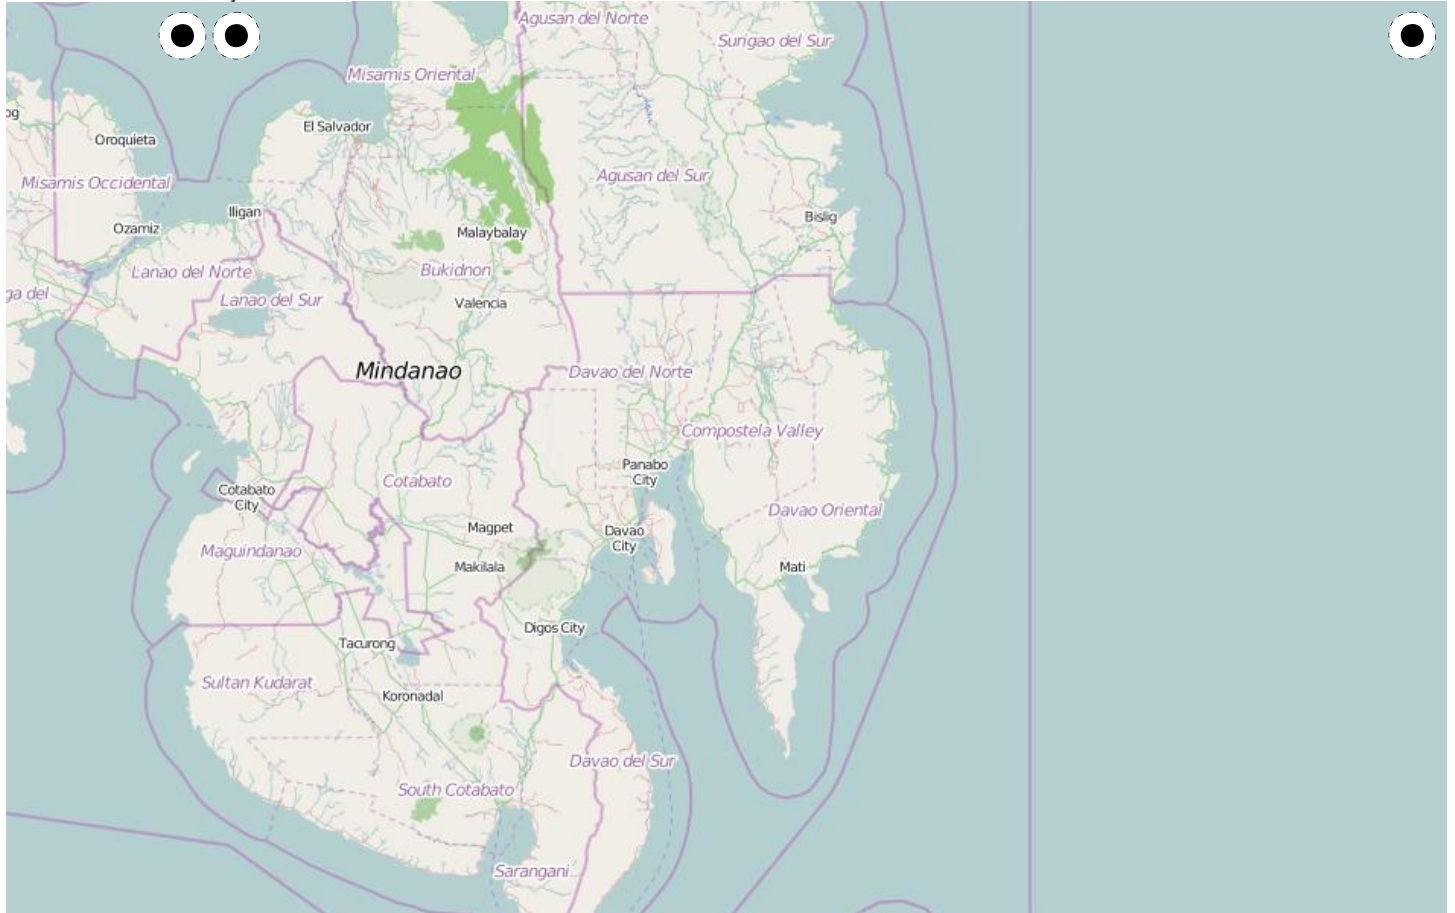 Agusan del Norte
Surigao del Sur
Misamis Oriental
El Salvador
Oroquieta
Misamis Occidental
Agusan del Sur
Iligan
Bislig
Ozamiz
Malaybalay
Lanao del Norte
Bukidnon
ga del
Lanao del Sur
Valencia
Mindanao
Davao del Norte
Compostela Valley
Panabo
City
Cotabato
Cotabato
City
Davao Oriental
Magpet
Davao
City
Maguindanao
Makilala
Mati
Digos City
Tacurong
Sultan Kudarat
Koronadal
Davao del Sur
South Cotabato
Sarangani